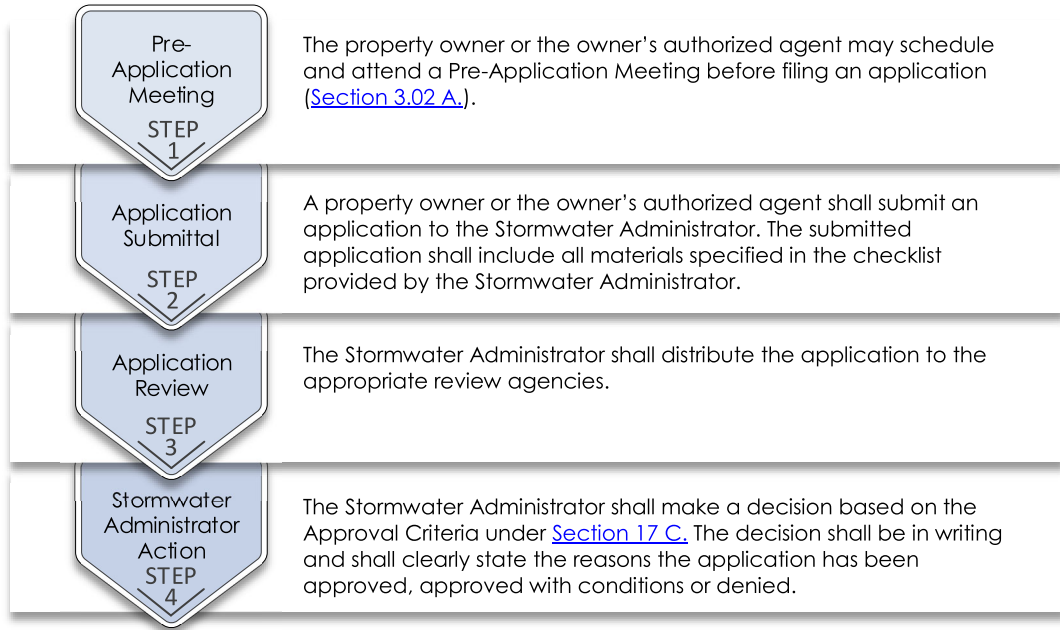 Pre-
Application
Meeting
STEP
1
The property owner or the owner’s authorized agent may schedule
and attend a Pre-Application Meeting before filing an application
(Section 3.02 A.).
Application
Submittal
STEP
2
A property owner or the owner’s authorized agent shall submit an
application to the Stormwater Administrator. The submitted
application shall include all materials specified in the checklist
provided by the Stormwater Administrator.
Application
Review
STEP
3
The Stormwater Administrator shall distribute the application to the
appropriate review agencies.
Stormwater
Administrator
Action
STEP
4
The Stormwater Administrator shall make a decision based on the
Approval Criteria under Section 17 C. The decision shall be in writing
and shall clearly state the reasons the application has been
approved, approved with conditions or denied.